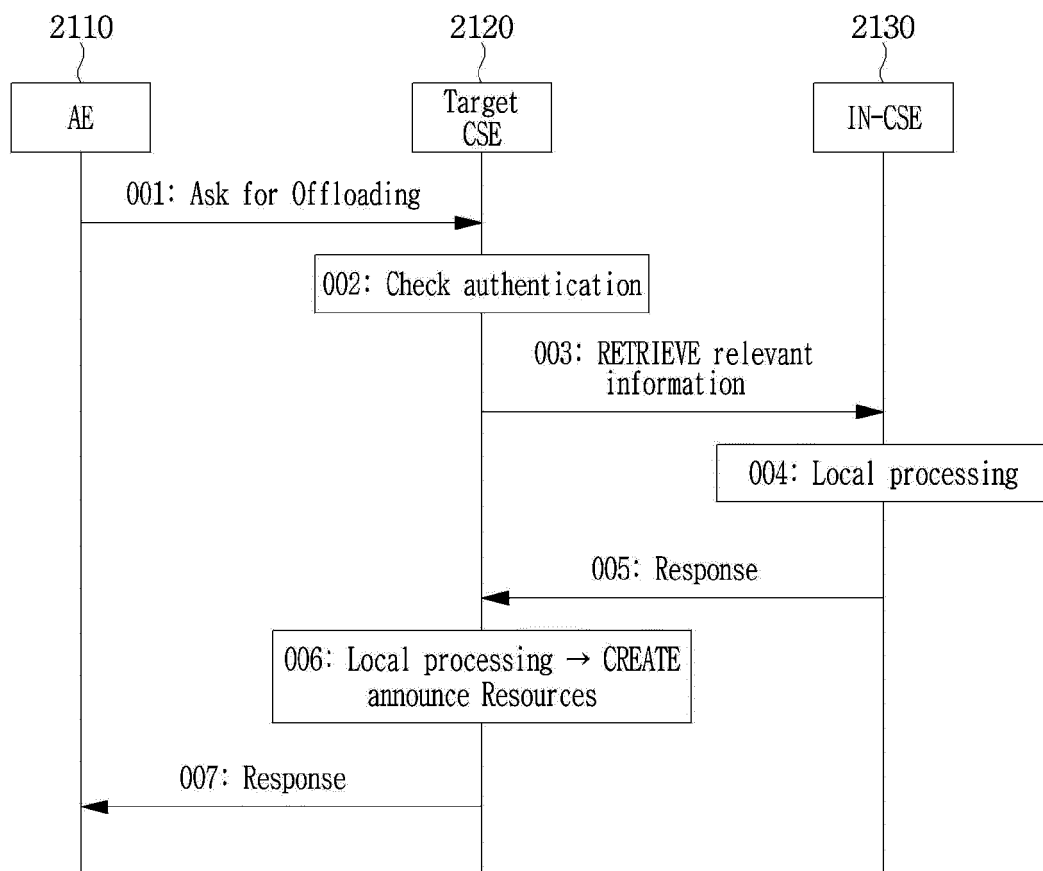 2110
2120
2130
AE
Target
CSE
IN-CSE
001: Ask for Offloading
002: Check authentication
003: RETRIEVE relevant
information
004: Local processing
005: Response
006: Local processing → CREATE
announce Resources
007: Response